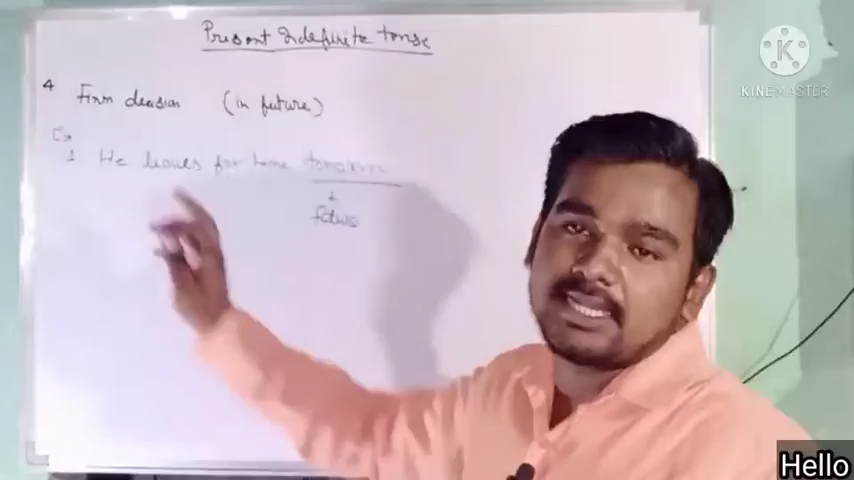 Present Indefinite tense
4 Firm decision (in future)
Ex
1 He leaves for home tomorrow
↓
future
K
KINEMASTER
Hello